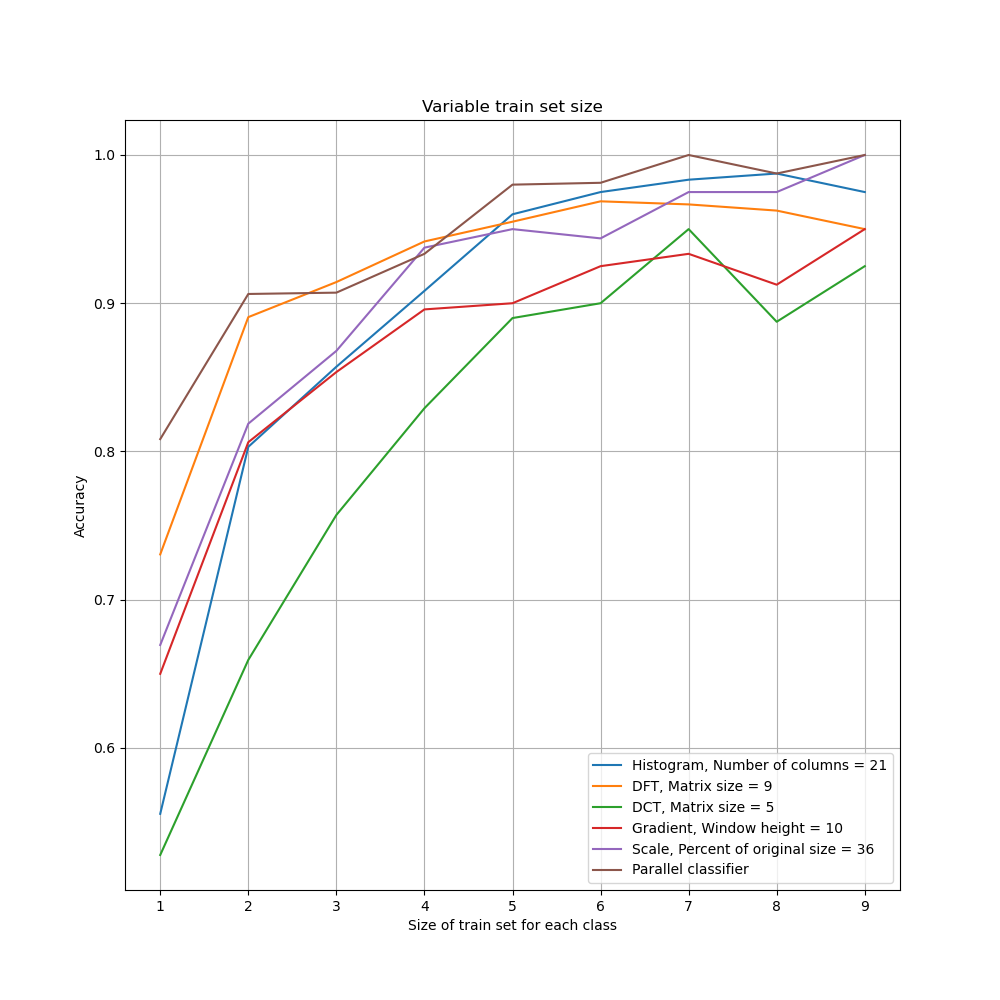 Variable train set size
Accuracy
1.0
0.9
0.8
0.7
0.6
Histogram, Number of columns = 21
DFT, Matrix size = 9
DCT, Matrix size = 5
Gradient, Window height = 10
Scale, Percent of original size = 36
Parallel classifier
1 2 3 4 5 6 7 8 9
Size of train set for each class